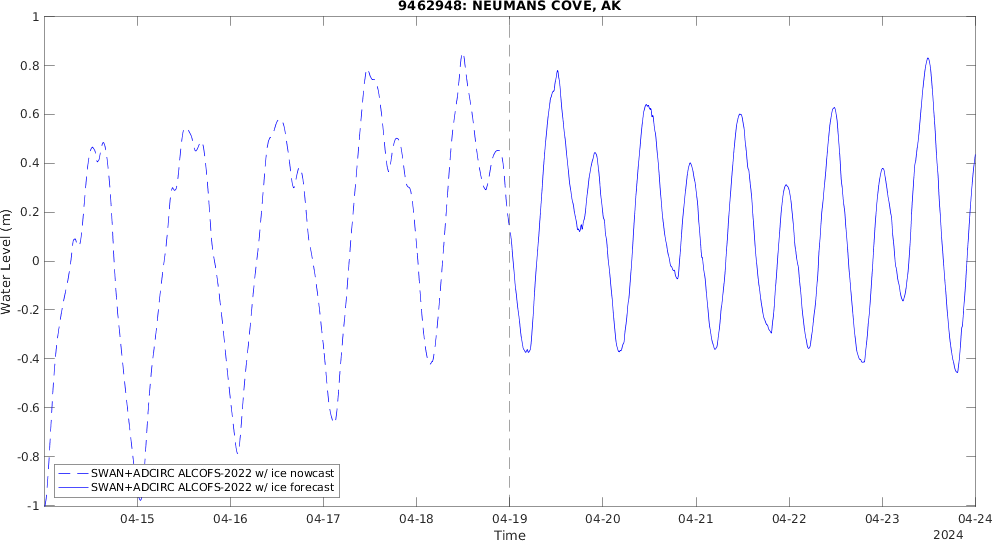 9462948: NEUMANS COVE, AK
1
0.8
0.6
0.4
0.2
0
-0.2
-0.4
-0.6
-0.8
-1
Water Level (m)
SWAN+ADCIRC ALCOFS-2022 w/ ice nowcast
SWAN+ADCIRC ALCOFS-2022 w/ ice forecast
04-15 04-16 04-17 04-18 04-19 04-20 04-21 04-22 04-23 04-24
Time
2024